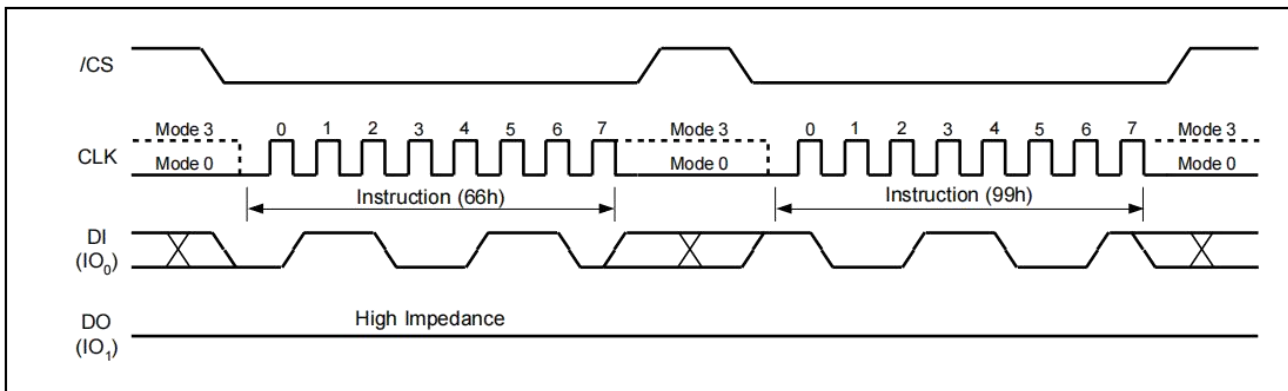 /CS
Mode 3 0 1 2 3 4 5 6 7 Mode 3 0 1 2 3 4 5 6 7 Mode 3
CLK Mode 0 Mode 0 Mode 0
Instruction (66h) Instruction (99h)
DI
(IO₀)
DO High Impedance
(IO₁)